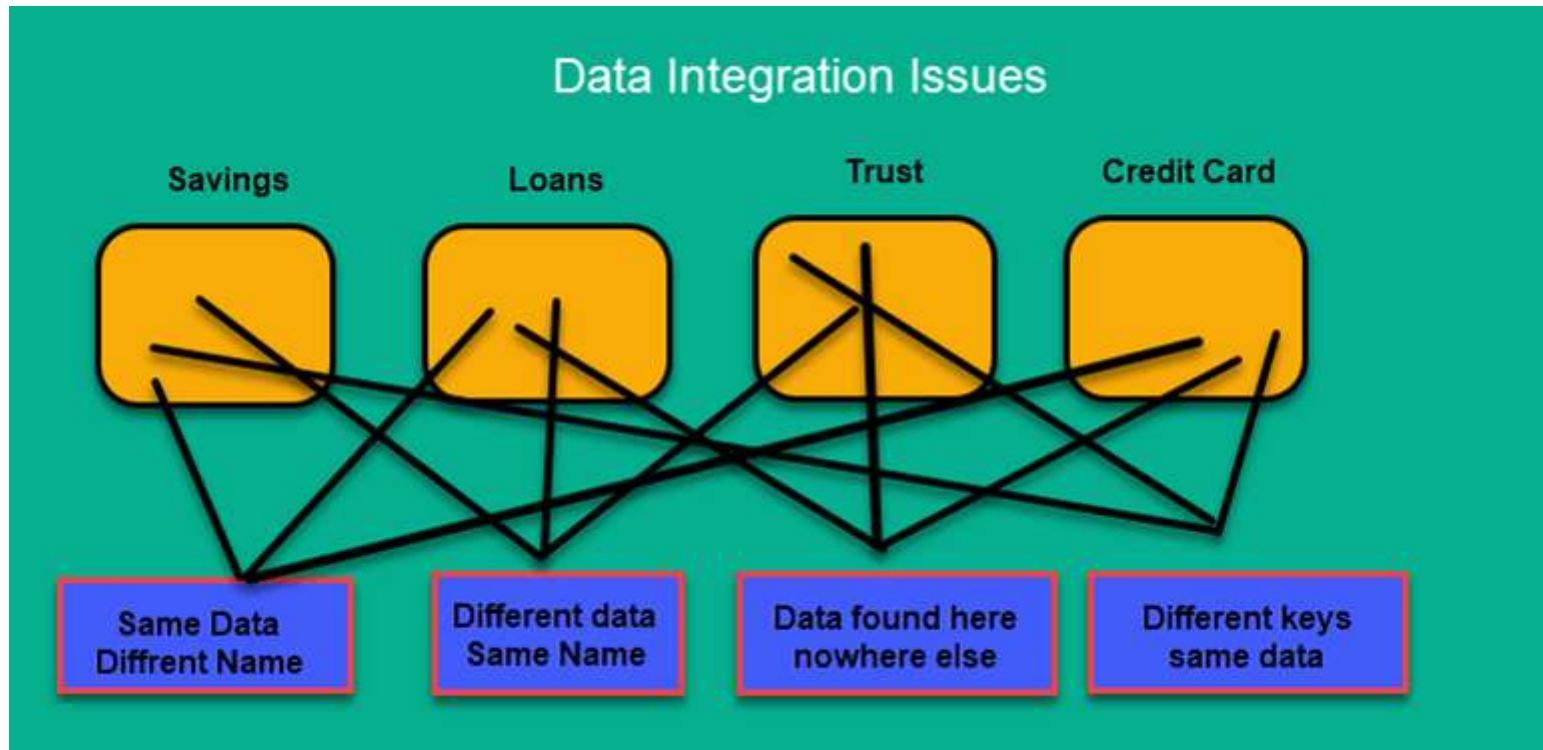 Data Integration Issues
Savings
Loans
Trust
Credit Card
Same Data
Diffrent Name
Different data
Same Name
Data found here
nowhere else
Different keys
same data